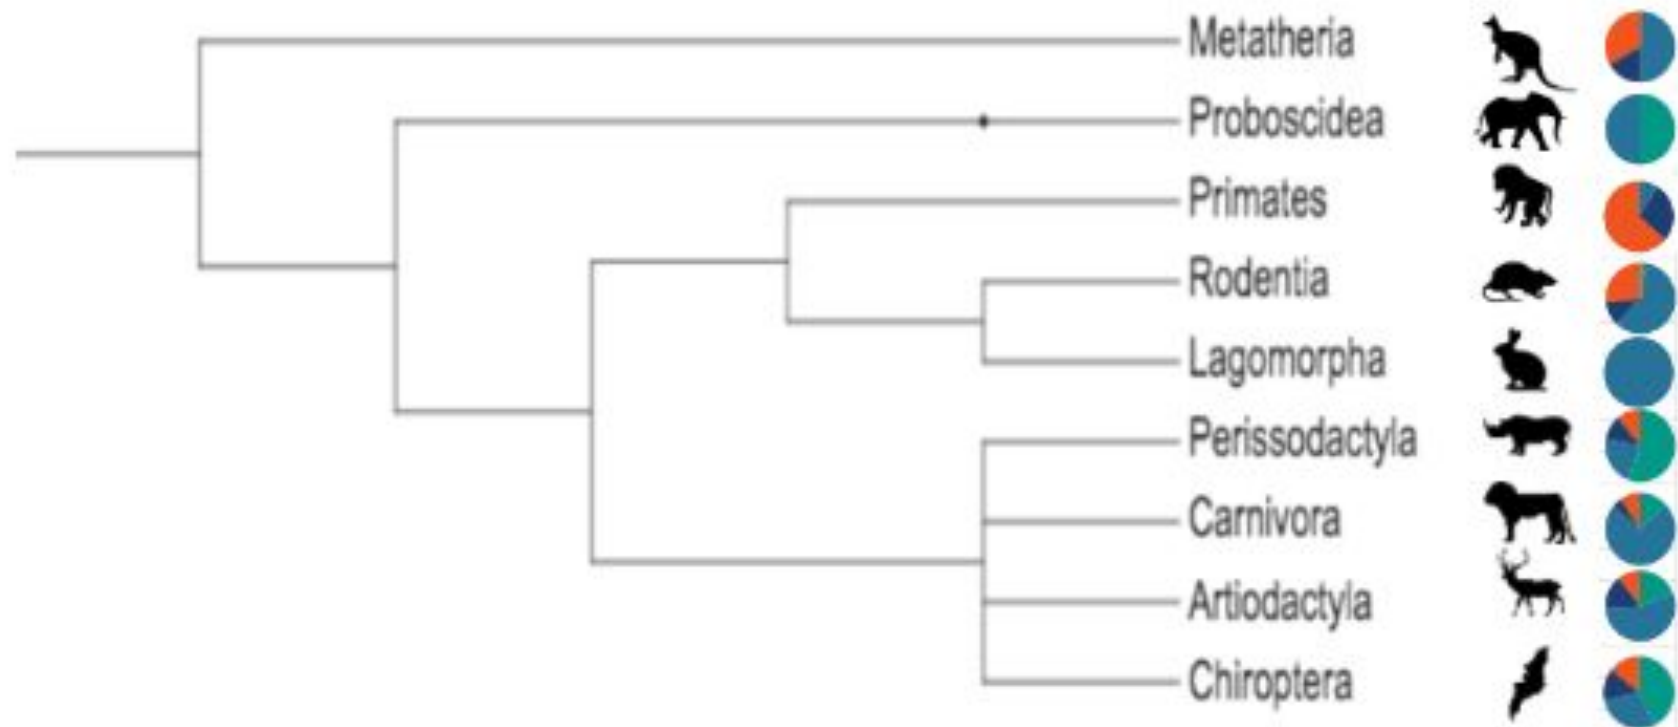 Metatheria
Proboscidea
Primates
Rodentia
Lagomorpha
Perissodactyla
Carnivora
Artiodactyla
Chiroptera